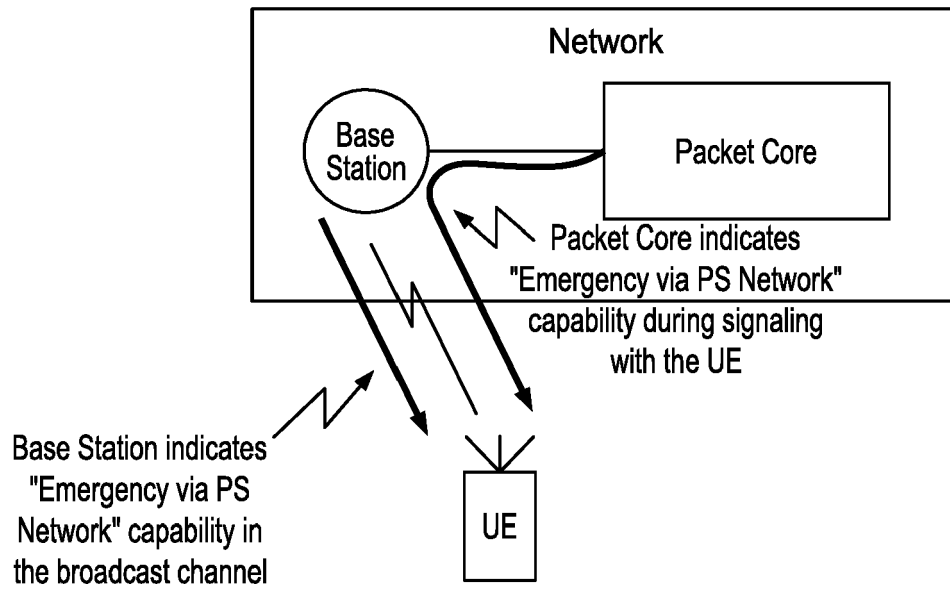 Network
Base
Station
Packet Core
Packet Core indicates
"Emergency via PS Network"
capability during signaling
with the UE
Base Station indicates
"Emergency via PS
Network" capability in
the broadcast channel
UE